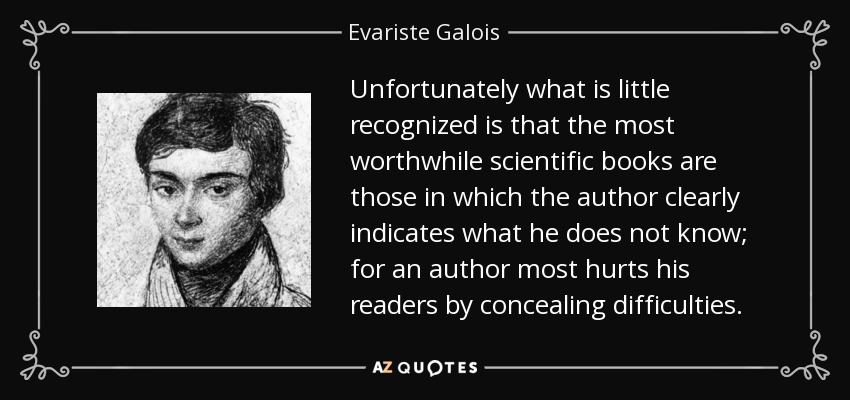 Evariste Galois
Unfortunately what is little
recognized is that the most
worthwhile scientific books are
those in which the author clearly
indicates what he does not know;
for an author most hurts his
readers by concealing difficulties.
AZ QUOTES